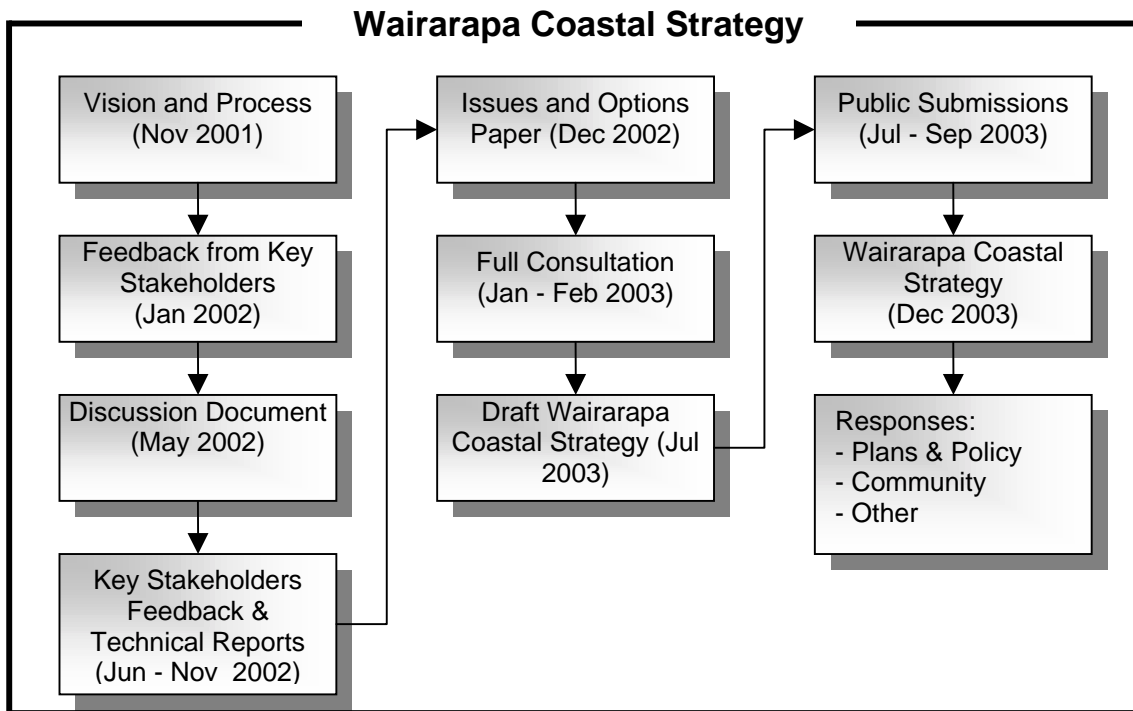 Wairarapa Coastal Strategy
Vision and Process
(Nov 2001)
Feedback from Key
Stakeholders
(Jan 2002)
Discussion Document
(May 2002)
Key Stakeholders
Feedback &
Technical Reports
(Jun - Nov 2002)
Issues and Options
Paper (Dec 2002)
Full Consultation
(Jan - Feb 2003)
Draft Wairarapa
Coastal Strategy (Jul
2003)
Public Submissions
(Jul - Sep 2003)
Wairarapa Coastal
Strategy
(Dec 2003)
Responses:
- Plans & Policy
- Community
- Other